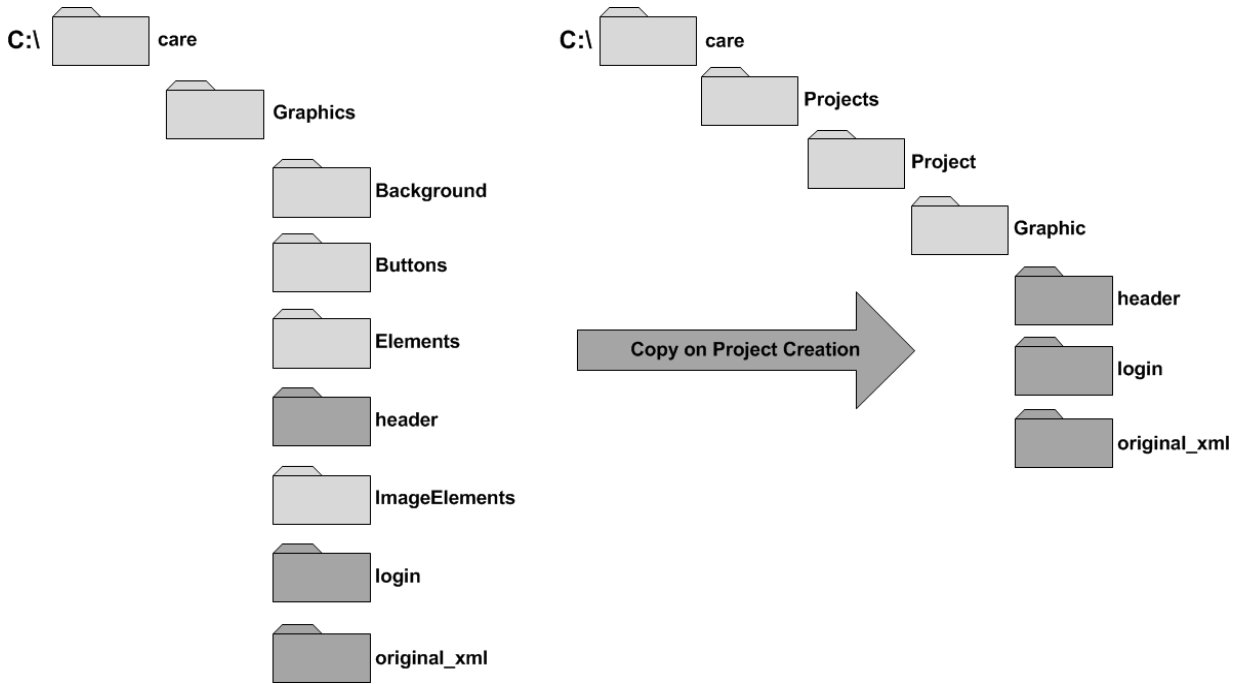 C:\ care
Graphics
Background
Buttons
Elements
header
ImageElements
login
original_xml
Copy on Project Creation
C:\ care
Projects
Project
Graphic
header
login
original_xml